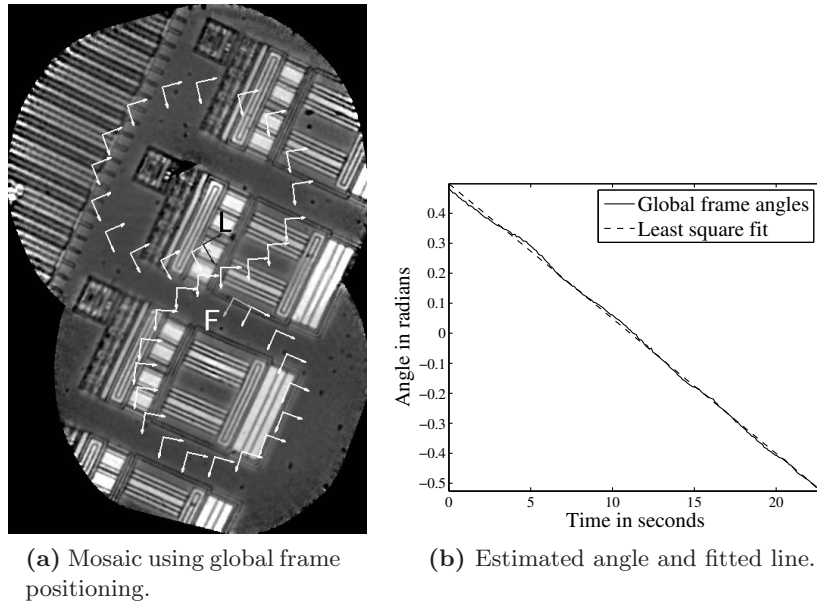 L
F
Global frame angles
Least square fit
Angle in radians
0.4
0.3
0.2
0.1
0
−0.1
−0.2
−0.3
−0.4
−0.5
0 5 10 15 20
Time in seconds
(a) Mosaic using global frame
positioning.
(b) Estimated angle and fitted line.